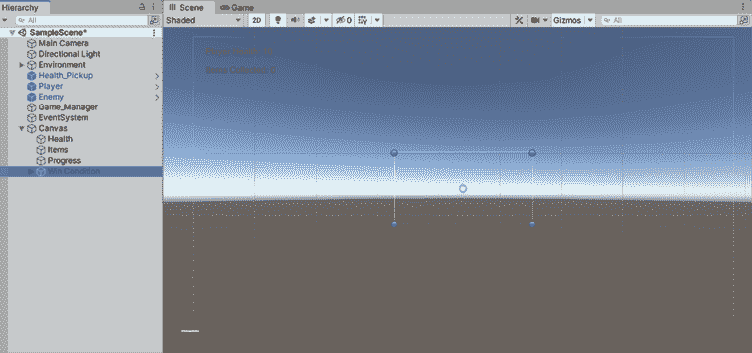 Hierarchy
All
SampleScene*
Main Camera
Directional Light
Environment
Health_Pickup
Player
Enemy
Game_Manager
EventSystem
Canvas
Health
Items
Progress
Win Condition
Scene
Game
Shaded
2D
0
Gizmos
All